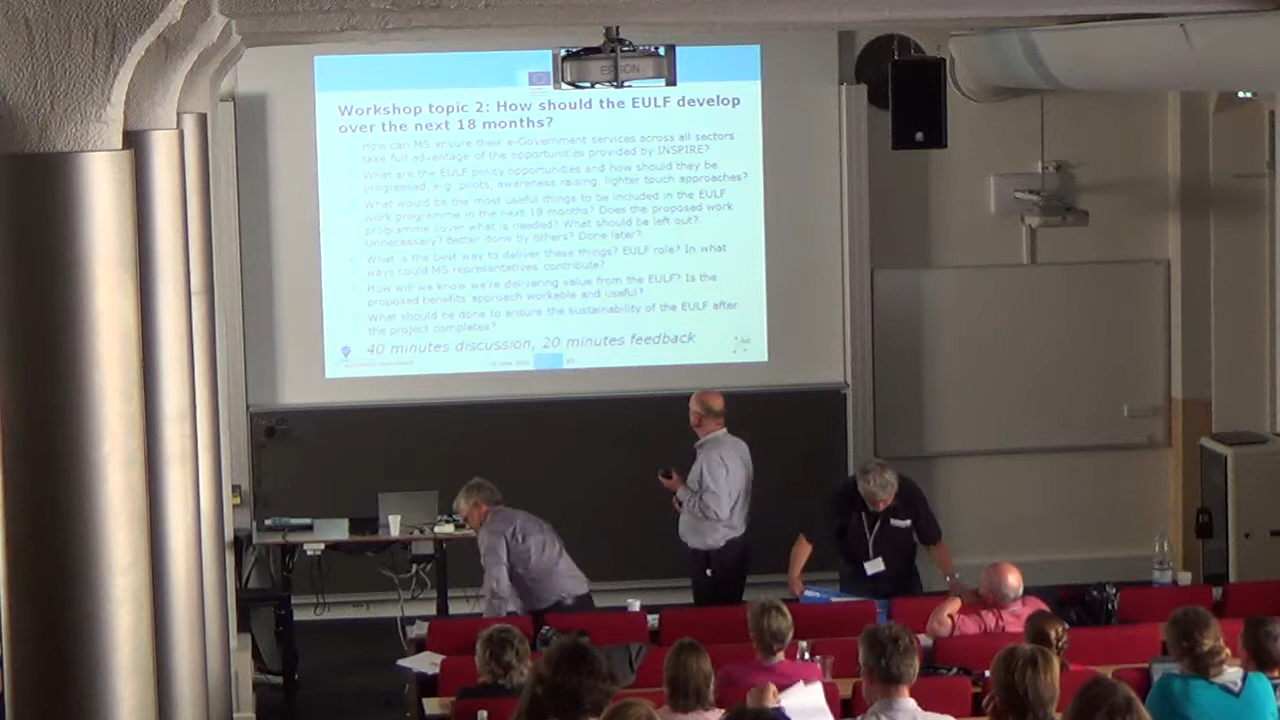 EPSON
Workshop topic 2: How should the EULF develop
over the next 18 months?
How can MS ensure their e-Government services across all sectors
take full advantage of the opportunities provided by INSPIRE?
What are the EULF policy opportunities and how should they be
progressed, e.g. pilots, awareness raising, lighter touch approaches?
What would be the most useful things to be included in the EULF
work programme in the next 18 months? Does the proposed work
programme cover what is needed? What should be left out?
Unnecessary? Better done by others? Done later?
What is the best way to deliver these things? EULF role? In what
ways could MS representatives contribute?
How will we know we're delivering value from the EULF? Is the
proposed benefits approach workable and useful?
What should be done to ensure the sustainability of the EULF after
the project completes?
40 minutes discussion, 20 minutes feedback